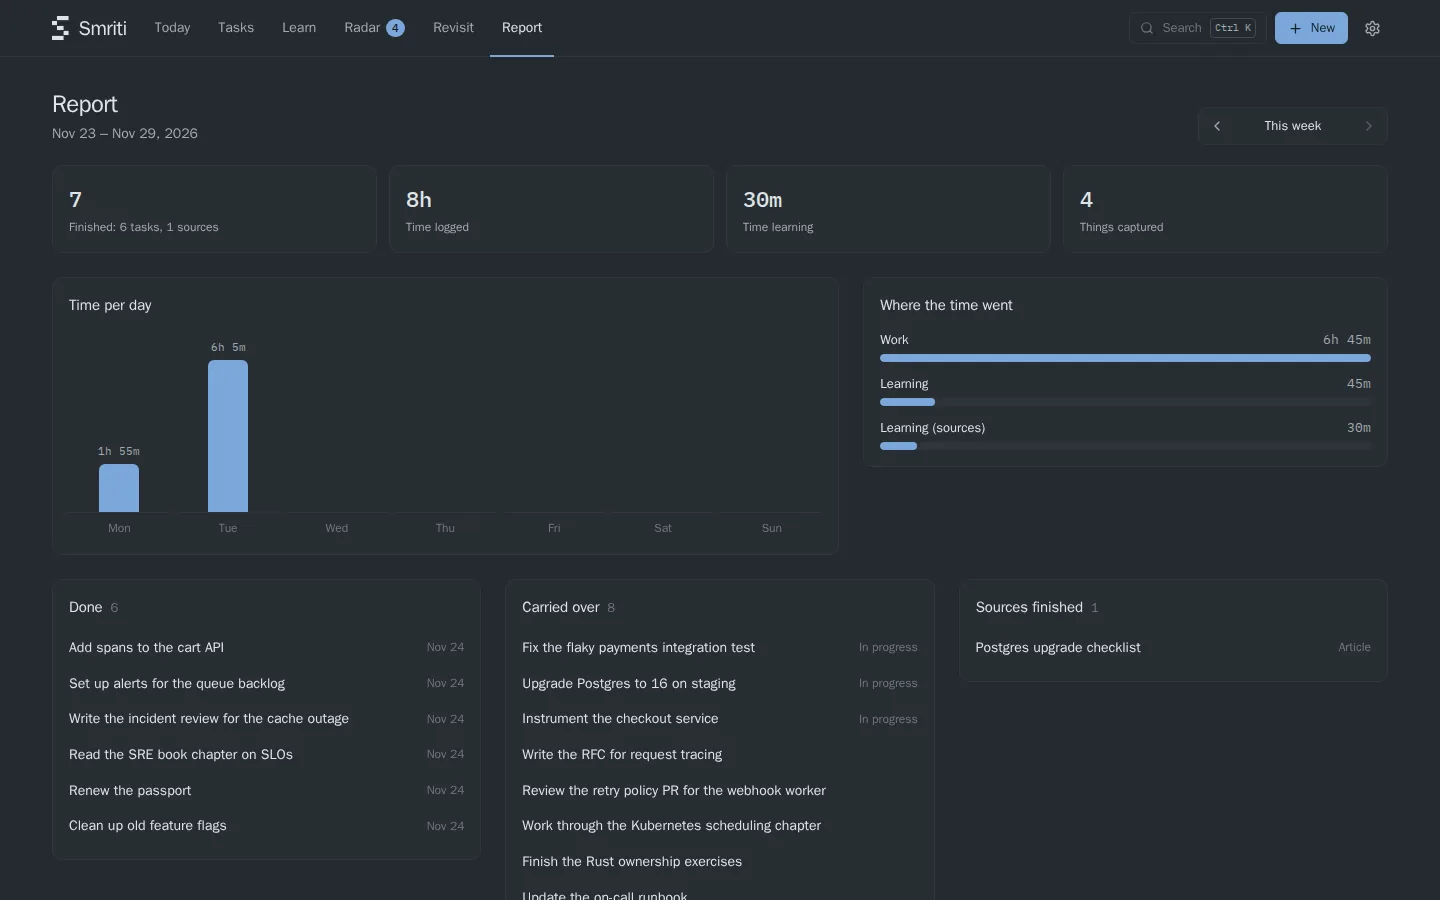 Smriti Today Tasks Learn Radar 4 Revisit Report Search Ctrl K + New
Report
Nov 23 – Nov 29, 2026
This week
7
Finished: 6 tasks, 1 sources
8h
Time logged
30m
Time learning
4
Things captured
Time per day
6h 5m
1h 55m
Mon Tue Wed Thu Fri Sat Sun
Where the time went
Work 6h 45m
Learning 45m
Learning (sources) 30m
Done 6
Add spans to the cart API Nov 24
Set up alerts for the queue backlog Nov 24
Write the incident review for the cache outage Nov 24
Read the SRE book chapter on SLOs Nov 24
Renew the passport Nov 24
Clean up old feature flags Nov 24
Carried over 8
Fix the flaky payments integration test In progress
Upgrade Postgres to 16 on staging In progress
Instrument the checkout service In progress
Write the RFC for request tracing
Review the retry policy PR for the webhook worker
Work through the Kubernetes scheduling chapter
Finish the Rust ownership exercises
Update the on-call runbook
Sources finished 1
Postgres upgrade checklist Article